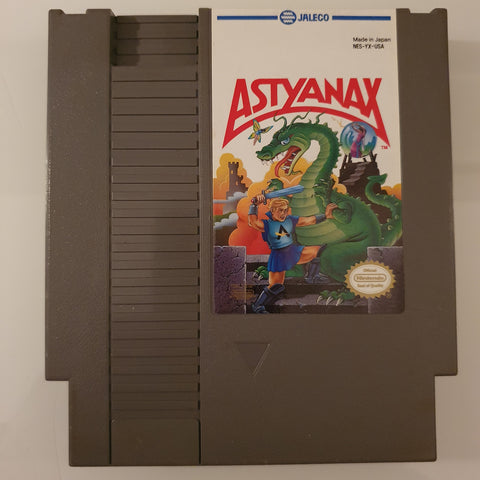 JALECO
Made in Japan
NES-YX-USA
ASTYANAX
TM
Official
Nintendo
Seal of Quality